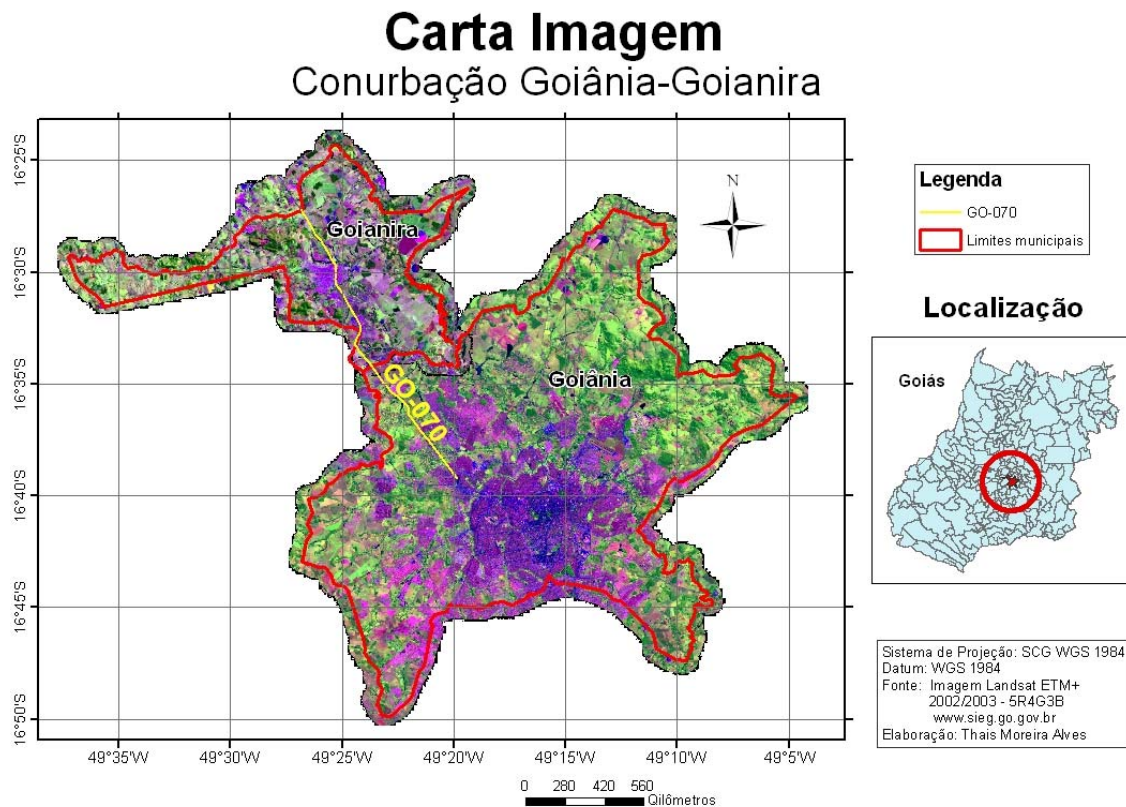 Carta Imagem
Conurbação Goiânia-Goianira
16°25'S
16°30'S
16°35'S
16°40'S
16°45'S
16°50'S
49°35'W
49°30'W
49°25'W
49°20'W
49°15'W
49°10'W
49°5'W
Goianira
Goiânia
GO-070
N
Legenda
GO-070
Limites municipais
Localização
Goiás
Sistema de Projeção: SCG WGS 1984
Datum: WGS 1984
Fonte: Imagem Landsat ETM+
2002/2003 - 5R4G3B
www.sieg.go.gov.br
Elaboração: Thais Moreira Alves
0 280 420 560
Qilômetros